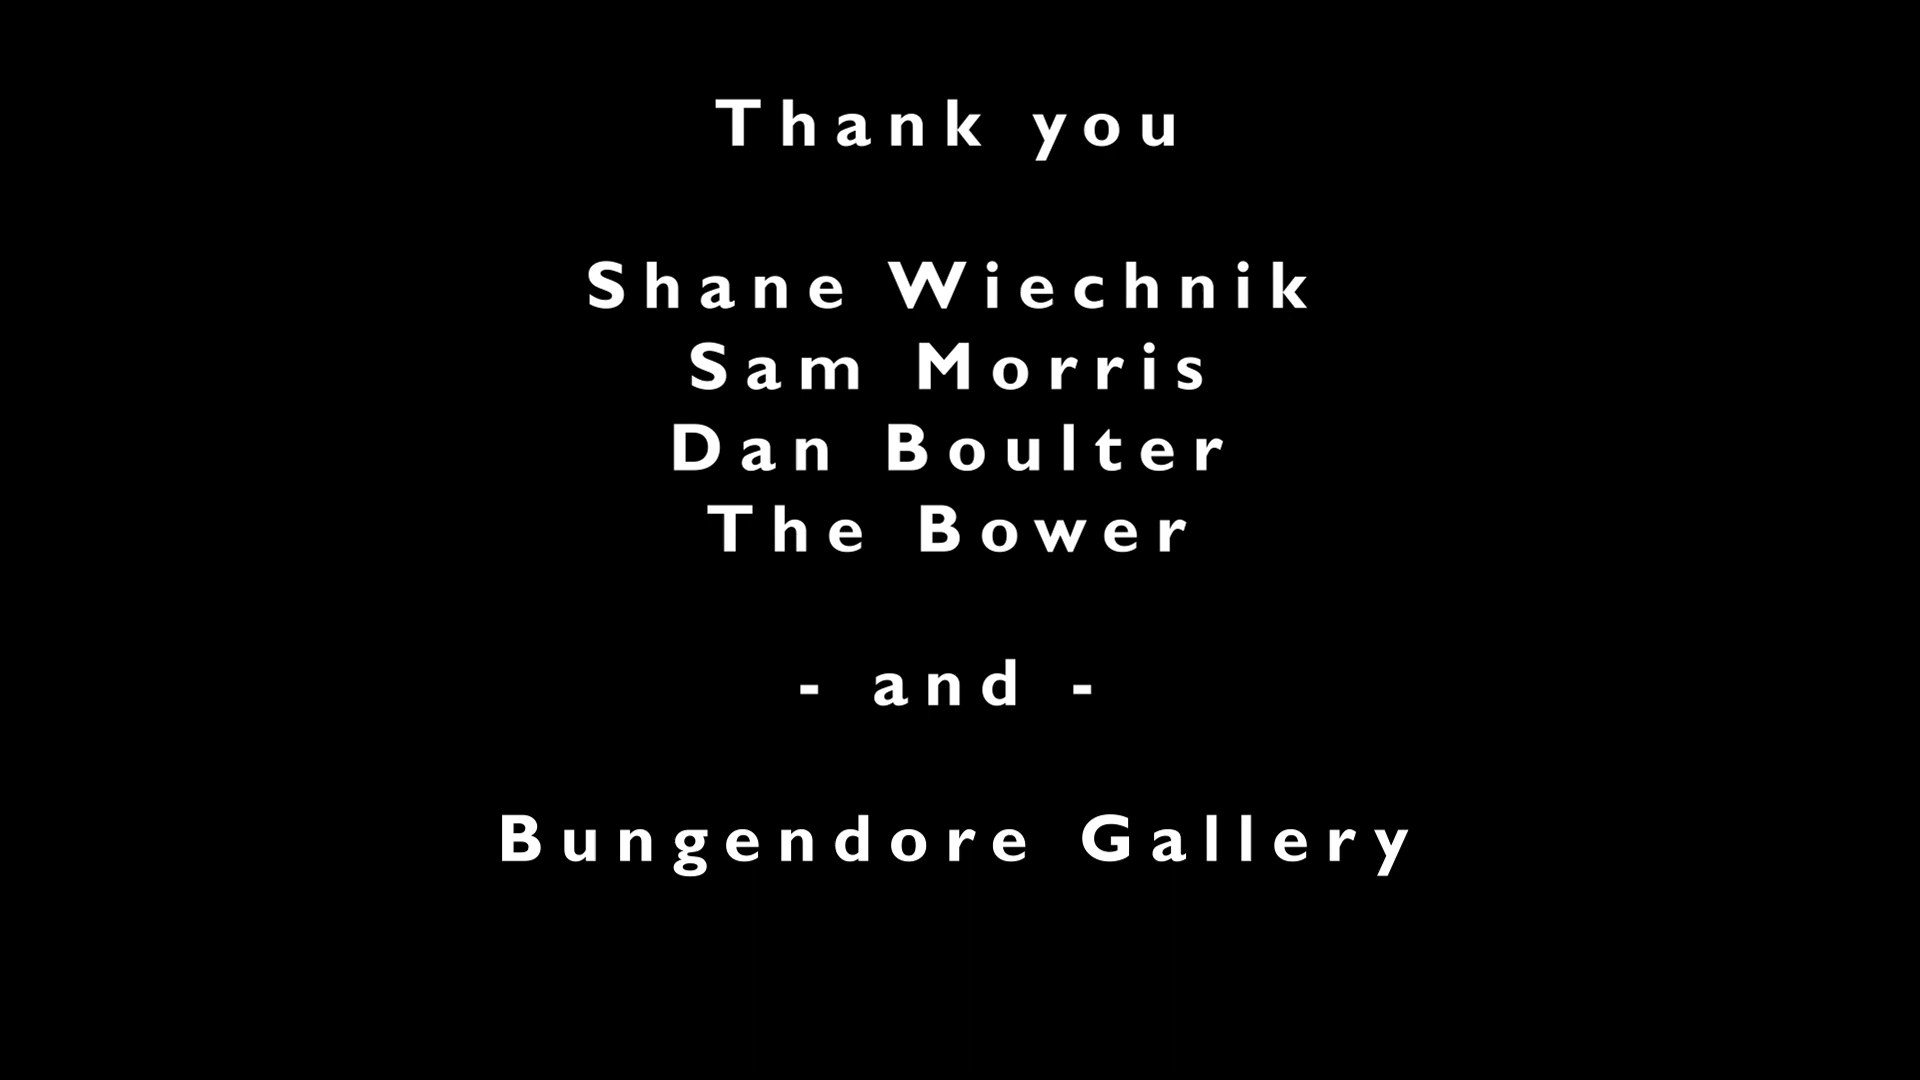 Thank you
Shane Wiechnik
Sam Morris
Dan Boulter
The Bower
- and -
Bungendore Gallery